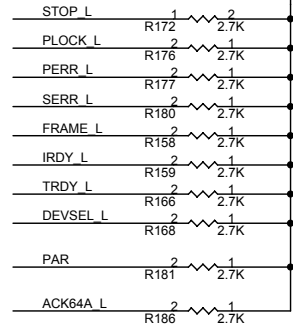 STOP_L 1 2
R172 2.7K
PLOCK_L 2 1
R176 2.7K
PERR_L 2 1
R177 2.7K
SERR_L 2 1
R180 2.7K
FRAME_L 2 1
R158 2.7K
IRDY_L 2 1
R159 2.7K
TRDY_L 2 1
R166 2.7K
DEVSEL_L 2 1
R168 2.7K
PAR 2 1
R181 2.7K
ACK64A_L 2 1
R186 2.7K